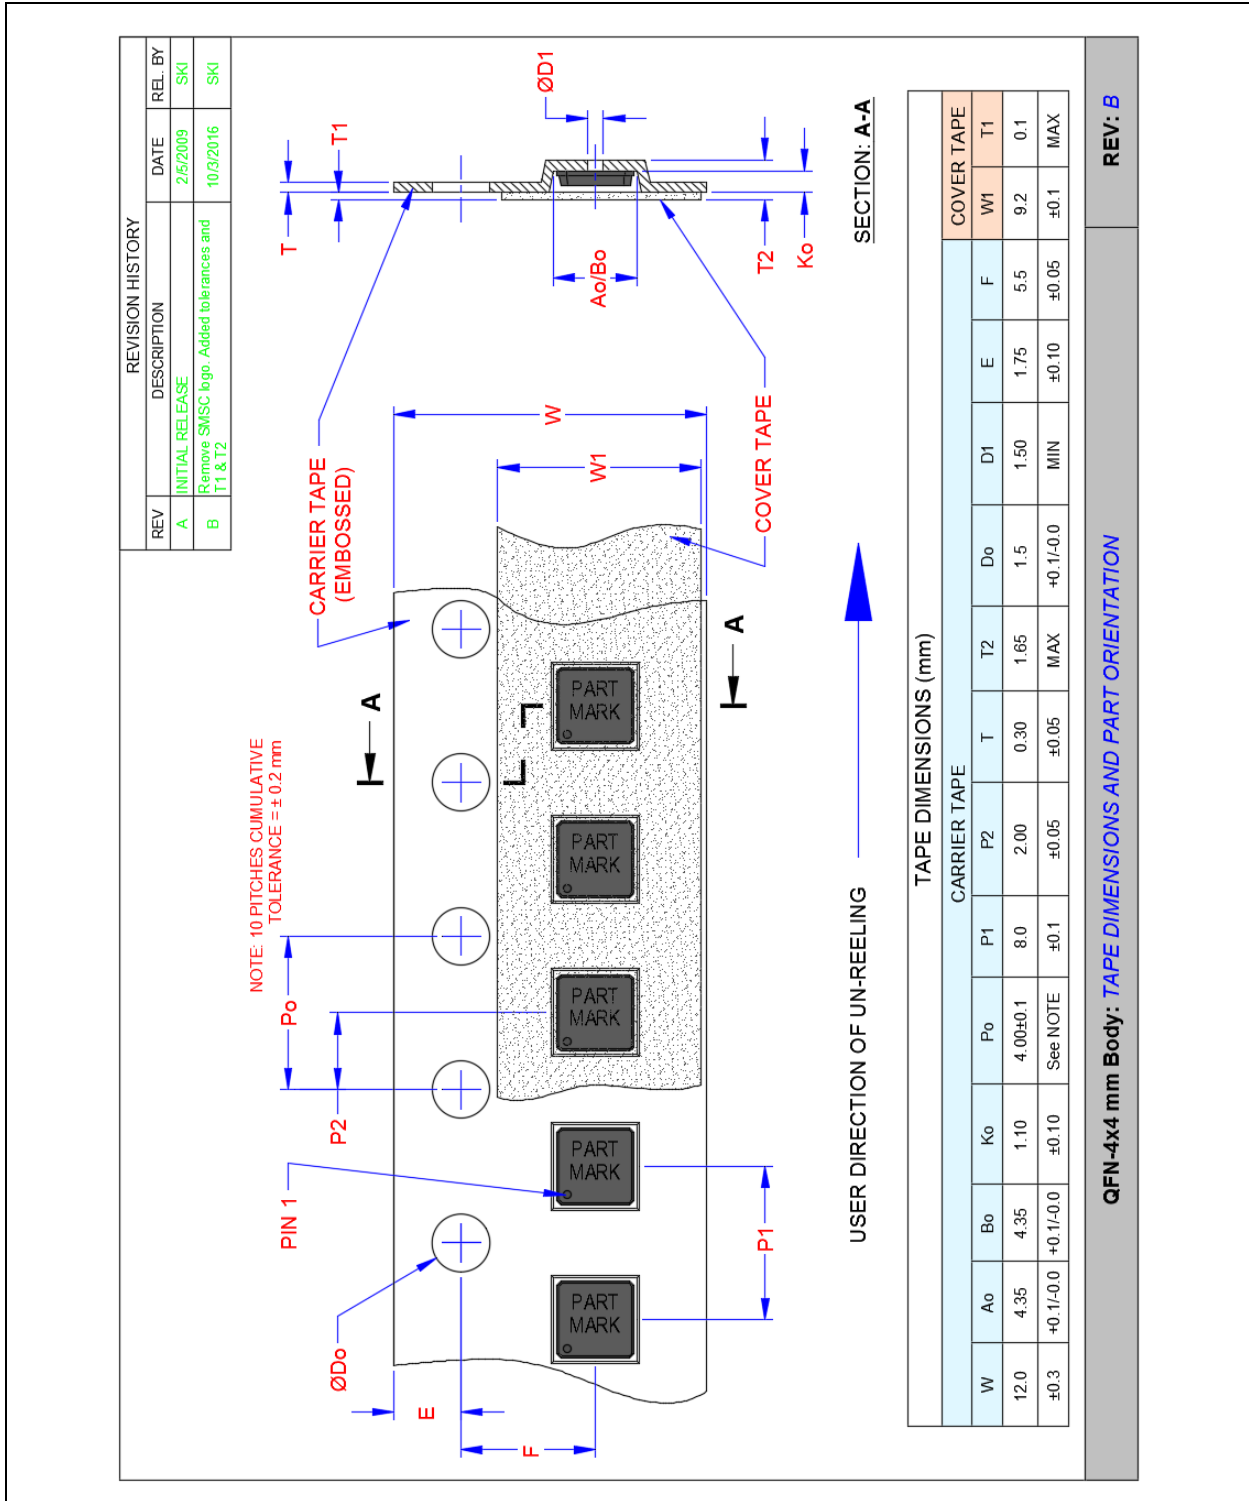 REVISION HISTORY
REV DESCRIPTION DATE REL. BY
A INITIAL RELEASE 2/5/2009 SKI
B Remove SMSC logo. Added tolerances and T1 & T2 10/3/2016 SKI
CARRIER TAPE
(EMBOSSED)
T
T1
ØD1
Ao/Bo
T2
Ko
SECTION: A-A
NOTE: 10 PITCHES CUMULATIVE
TOLERANCE = ± 0.2 mm
Po
P2
PIN 1
ØDo
E
F
A
A
W
W1
COVER TAPE
PART
MARK
PART
MARK
PART
MARK
PART
MARK
PART
MARK
P1
USER DIRECTION OF UN-REELING
TAPE DIMENSIONS (mm)
CARRIER TAPE COVER TAPE
W Ao Bo Ko Po P1 P2 T T2 Do D1 E F W1 T1
12.0 4.35 4.35 1.10 4.00±0.1 8.0 2.00 0.30 1.65 1.5 1.50 1.75 5.5 9.2 0.1
±0.3 +0.1/-0.0 +0.1/-0.0 ±0.10 See NOTE ±0.1 ±0.05 ±0.05 MAX +0.1/-0.0 MIN ±0.10 ±0.05 ±0.1 MAX
QFN-4x4 mm Body: TAPE DIMENSIONS AND PART ORIENTATION REV: B